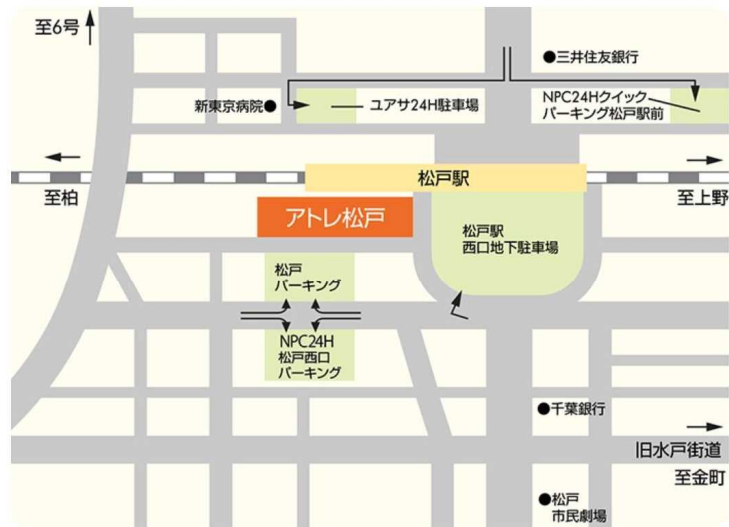 至6号
●三井住友銀行
新東京病院●
ユアサ24H駐車場
NPC24Hクイック
パーキング松戸駅前
松戸駅
至柏
至上野
アトレ松戸
松戸駅
西口地下駐車場
松戸
パーキング
NPC24H
松戸西口
パーキング
●千葉銀行
旧水戸街道
至金町
●松戸
市民劇場